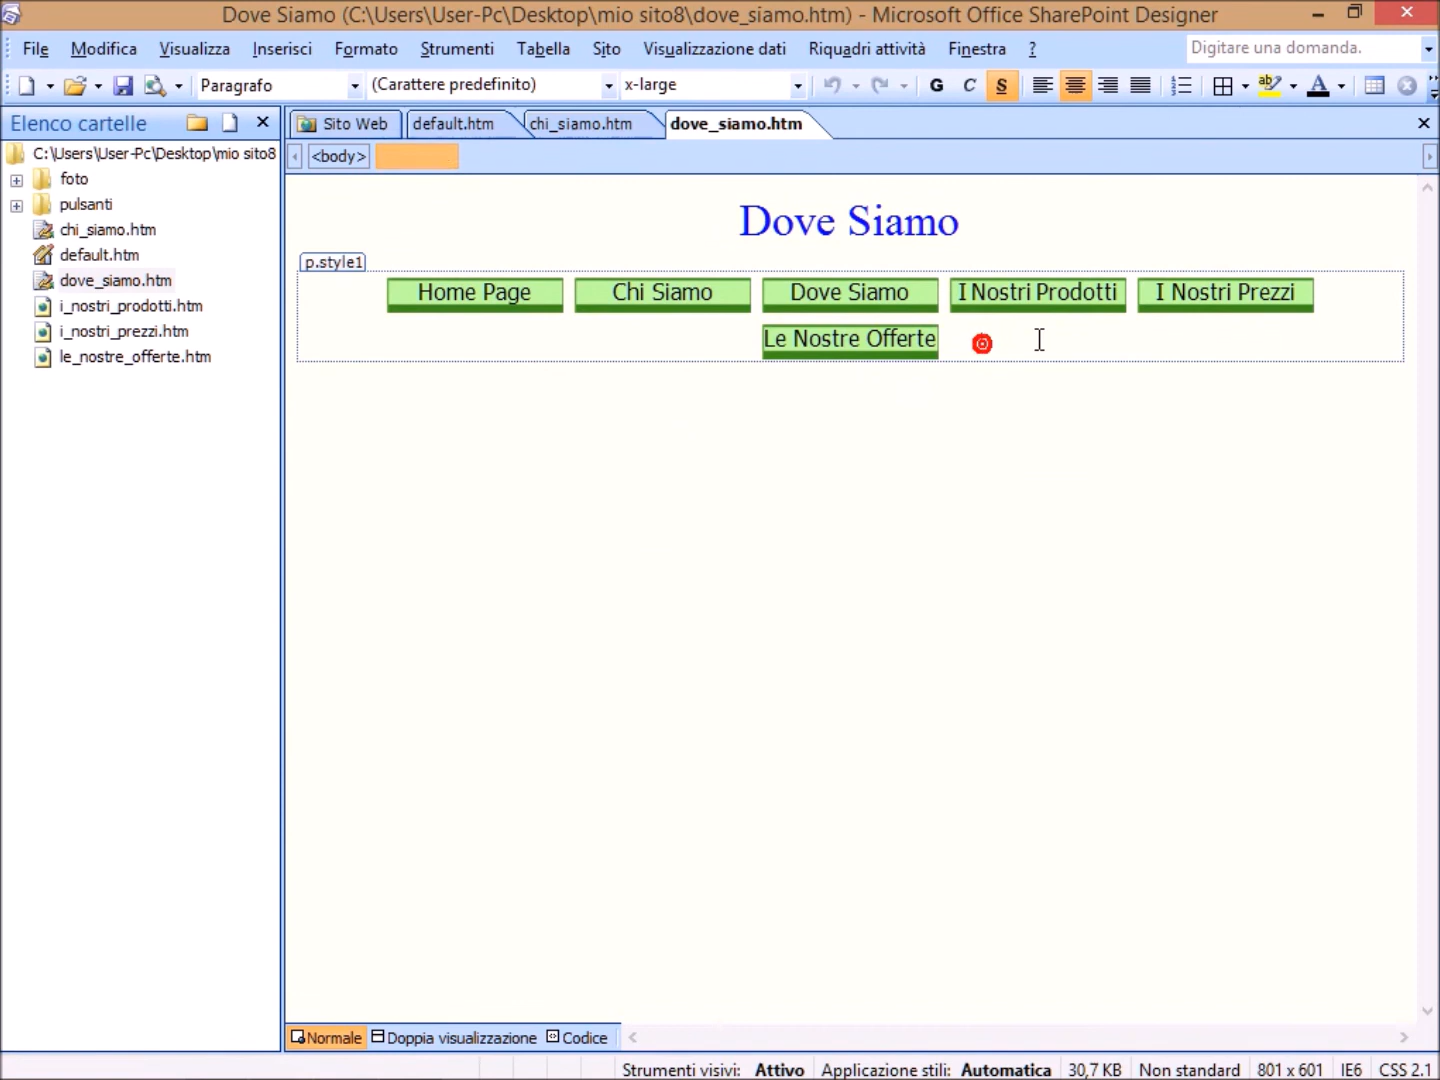 Dove Siamo (C:\Users\User-Pc\Desktop\mio sito8\dove_siamo.htm) - Microsoft Office SharePoint Designer
File Modifica Visualizza Inserisci Formato Strumenti Tabella Sito Visualizzazione dati Riquadri attività Finestra ? Digitare una domanda.
Paragrafo (Carattere predefinito) x-large G C S
Elenco cartelle
C:\Users\User-Pc\Desktop\mio sito8
foto
pulsanti
chi_siamo.htm
default.htm
dove_siamo.htm
i_nostri_prodotti.htm
i_nostri_prezzi.htm
le_nostre_offerte.htm
Sito Web default.htm chi_siamo.htm dove_siamo.htm
<body>
Dove Siamo
p.style1
Home Page Chi Siamo Dove Siamo I Nostri Prodotti I Nostri Prezzi
Le Nostre Offerte
Normale Doppia visualizzazione Codice
Strumenti visivi: Attivo Applicazione stili: Automatica 30,7 KB Non standard 801 x 601 IE6 CSS 2.1